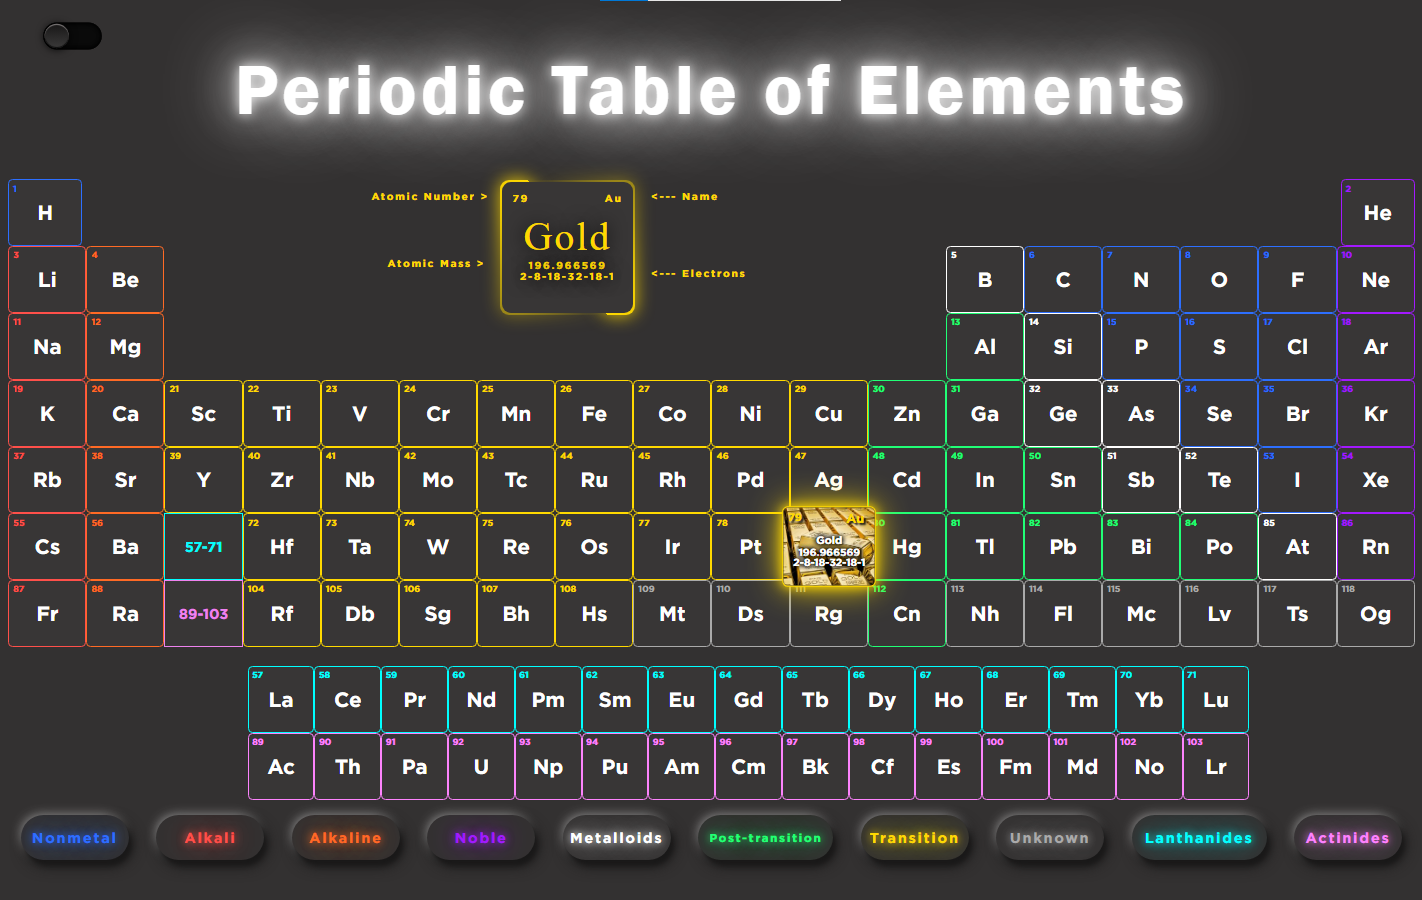 Periodic Table of Elements
Atomic Number >
79 Au
<--- Name
Gold
Atomic Mass >
196.966569
2-8-18-32-18-1
<--- Electrons
1 H
2 He
3 Li
4 Be
5 B
6 C
7 N
8 O
9 F
10 Ne
11 Na
12 Mg
13 Al
14 Si
15 P
16 S
17 Cl
18 Ar
19 K
20 Ca
21 Sc
22 Ti
23 V
24 Cr
25 Mn
26 Fe
27 Co
28 Ni
29 Cu
30 Zn
31 Ga
32 Ge
33 As
34 Se
35 Br
36 Kr
37 Rb
38 Sr
39 Y
40 Zr
41 Nb
42 Mo
43 Tc
44 Ru
45 Rh
46 Pd
47 Ag
48 Cd
49 In
50 Sn
51 Sb
52 Te
53 I
54 Xe
55 Cs
56 Ba
57-71
72 Hf
73 Ta
74 W
75 Re
76 Os
77 Ir
78 Pt
79 Au
Gold
196.966569
2-8-18-32-18-1
Hg
81 Tl
82 Pb
83 Bi
84 Po
85 At
86 Rn
87 Fr
88 Ra
89-103
104 Rf
105 Db
106 Sg
107 Bh
108 Hs
109 Mt
110 Ds
111 Rg
112 Cn
113 Nh
114 Fl
115 Mc
116 Lv
117 Ts
118 Og
57 La
58 Ce
59 Pr
60 Nd
61 Pm
62 Sm
63 Eu
64 Gd
65 Tb
66 Dy
67 Ho
68 Er
69 Tm
70 Yb
71 Lu
89 Ac
90 Th
91 Pa
92 U
93 Np
94 Pu
95 Am
96 Cm
97 Bk
98 Cf
99 Es
100 Fm
101 Md
102 No
103 Lr
Nonmetal
Alkali
Alkaline
Noble
Metalloids
Post-transition
Transition
Unknown
Lanthanides
Actinides